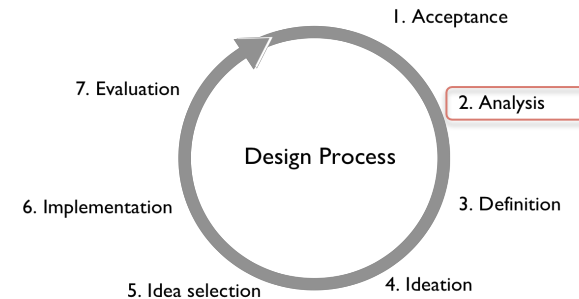 1. Acceptance
2. Analysis
3. Definition
4. Ideation
5. Idea selection
6. Implementation
7. Evaluation
Design Process